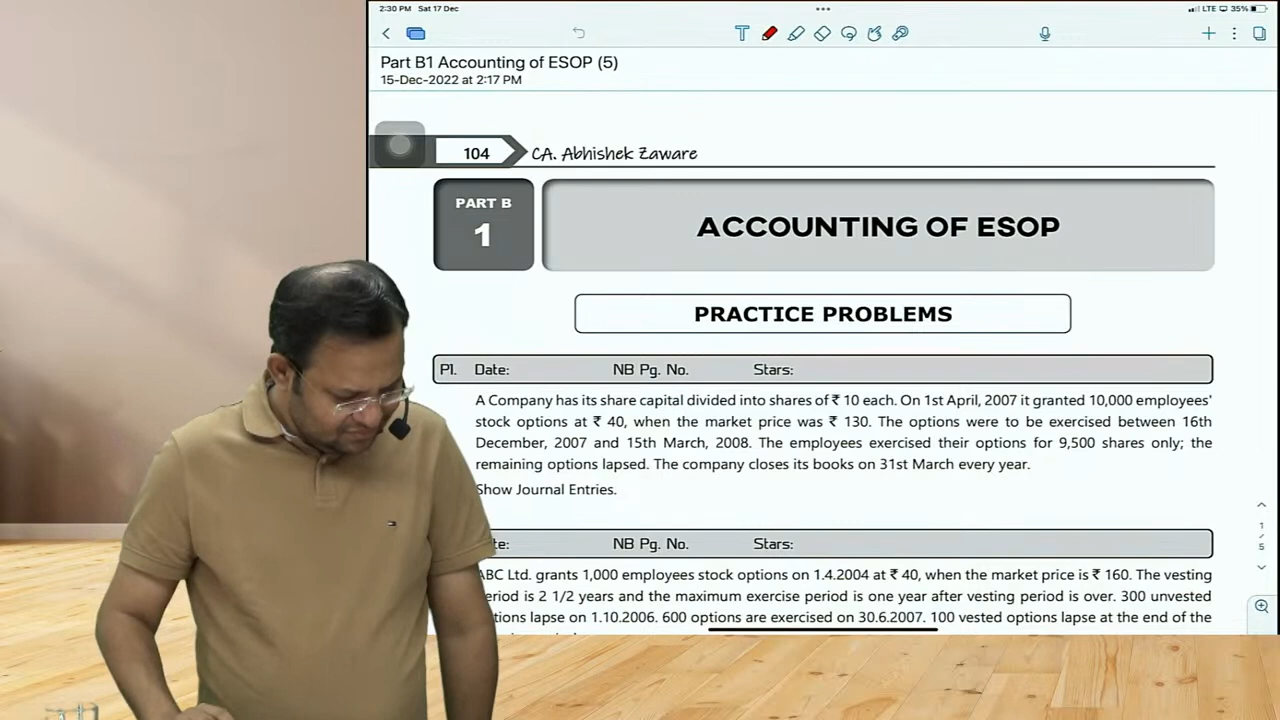 2:30 PM Sat 17 Dec
LTE 35%
Part B1 Accounting of ESOP (5)
15-Dec-2022 at 2:17 PM
104 CA. Abhishek Zaware
PART B
1
ACCOUNTING OF ESOP
PRACTICE PROBLEMS
P1. Date: NB Pg. No. Stars:
A Company has its share capital divided into shares of ₹ 10 each. On 1st April, 2007 it granted 10,000 employees'
stock options at ₹ 40, when the market price was ₹ 130. The options were to be exercised between 16th
December, 2007 and 15th March, 2008. The employees exercised their options for 9,500 shares only; the
remaining options lapsed. The company closes its books on 31st March every year.
Show Journal Entries.
te: NB Pg. No. Stars:
ABC Ltd. grants 1,000 employees stock options on 1.4.2004 at ₹ 40, when the market price is ₹ 160. The vesting
eriod is 2 1/2 years and the maximum exercise period is one year after vesting period is over. 300 unvested
tions lapse on 1.10.2006. 600 options are exercised on 30.6.2007. 100 vested options lapse at the end of the
1
/
5